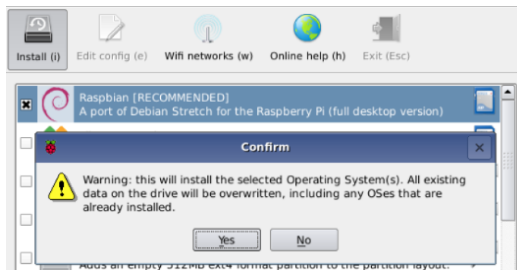 Install (i) Edit config (e) Wifi networks (w) Online help (h) Exit (Esc)
Raspbian [RECOMMENDED]
A port of Debian Stretch for the Raspberry Pi (full desktop version)
Confirm
Warning: this will install the selected Operating System(s). All existing
data on the drive will be overwritten, including any OSes that are
already installed.
Yes No
Adds an empty 512MB ext4 format partition to the partition layout.